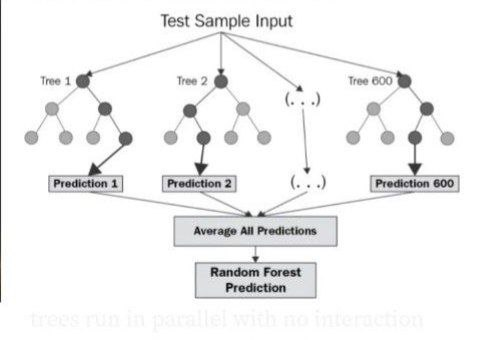 Test Sample Input
Tree 1
Tree 2
(. . .)
Tree 600
Prediction 1
Prediction 2
(. . .)
Prediction 600
Average All Predictions
Random Forest
Prediction
trees run in parallel with no interaction